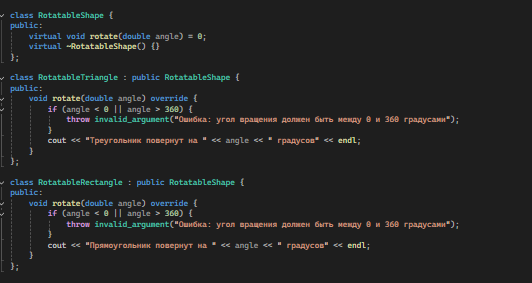 class RotatableShape {
public:
    virtual void rotate(double angle) = 0;
    virtual ~RotatableShape() {}
};
class RotatableTriangle : public RotatableShape {
public:
    void rotate(double angle) override {
        if (angle < 0 || angle > 360) {
            throw invalid_argument("Ошибка: угол вращения должен быть между 0 и 360 градусами");
        }
        cout << "Треугольник повернут на " << angle << " градусов" << endl;
    }
};
class RotatableRectangle : public RotatableShape {
public:
    void rotate(double angle) override {
        if (angle < 0 || angle > 360) {
            throw invalid_argument("Ошибка: угол вращения должен быть между 0 и 360 градусами");
        }
        cout << "Прямоугольник повернут на " << angle << " градусов" << endl;
    }
};